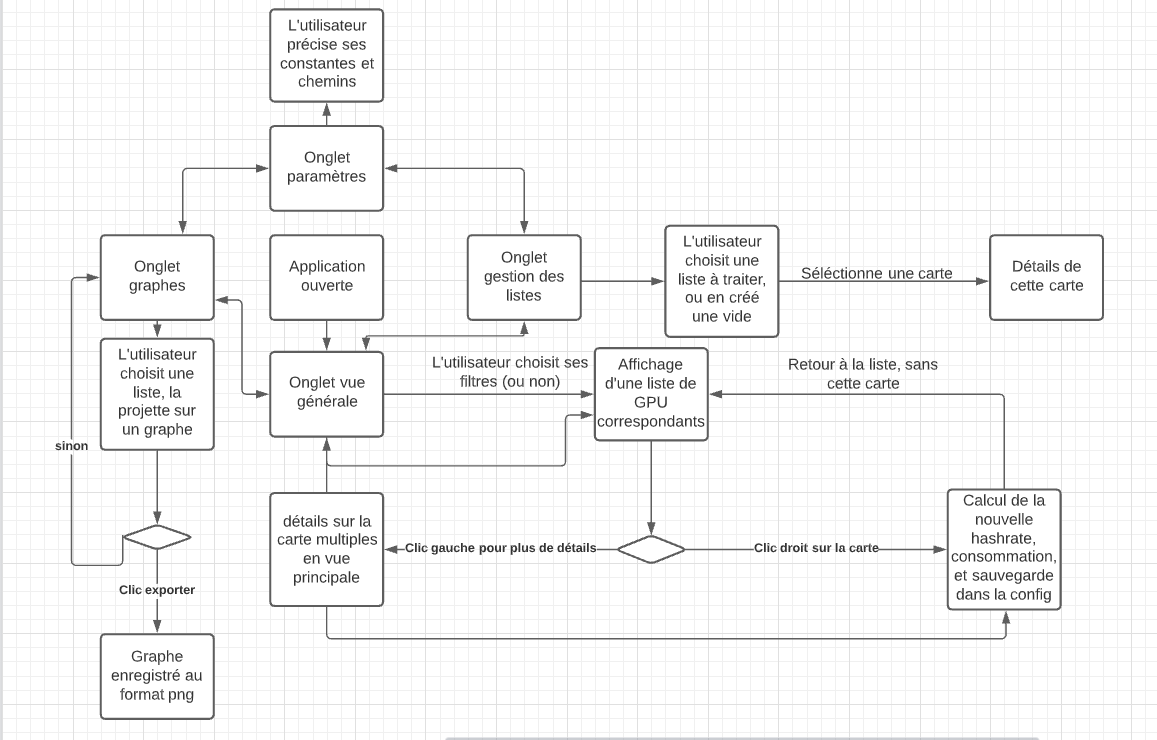 L'utilisateur
précise ses
constantes et
chemins
Onglet
paramètres
Onglet
graphes
Application
ouverte
Onglet
gestion des
listes
L'utilisateur
choisit une
liste à traiter,
ou en créé
une vide
Séléctionne une carte
Détails de
cette carte
L'utilisateur
choisit une
liste, la
projette sur
un graphe
Onglet vue
générale
L'utilisateur choisit ses
filtres (ou non)
Affichage
d'une liste de
GPU
correspondants
Retour à la liste, sans
cette carte
sinon
détails sur la
carte multiples
en vue
principale
Clic gauche pour plus de détails
Clic droit sur la carte
Calcul de la
nouvelle
hashrate,
consommation,
et sauvegarde
dans la config
Clic exporter
Graphe
enregistré au
format png